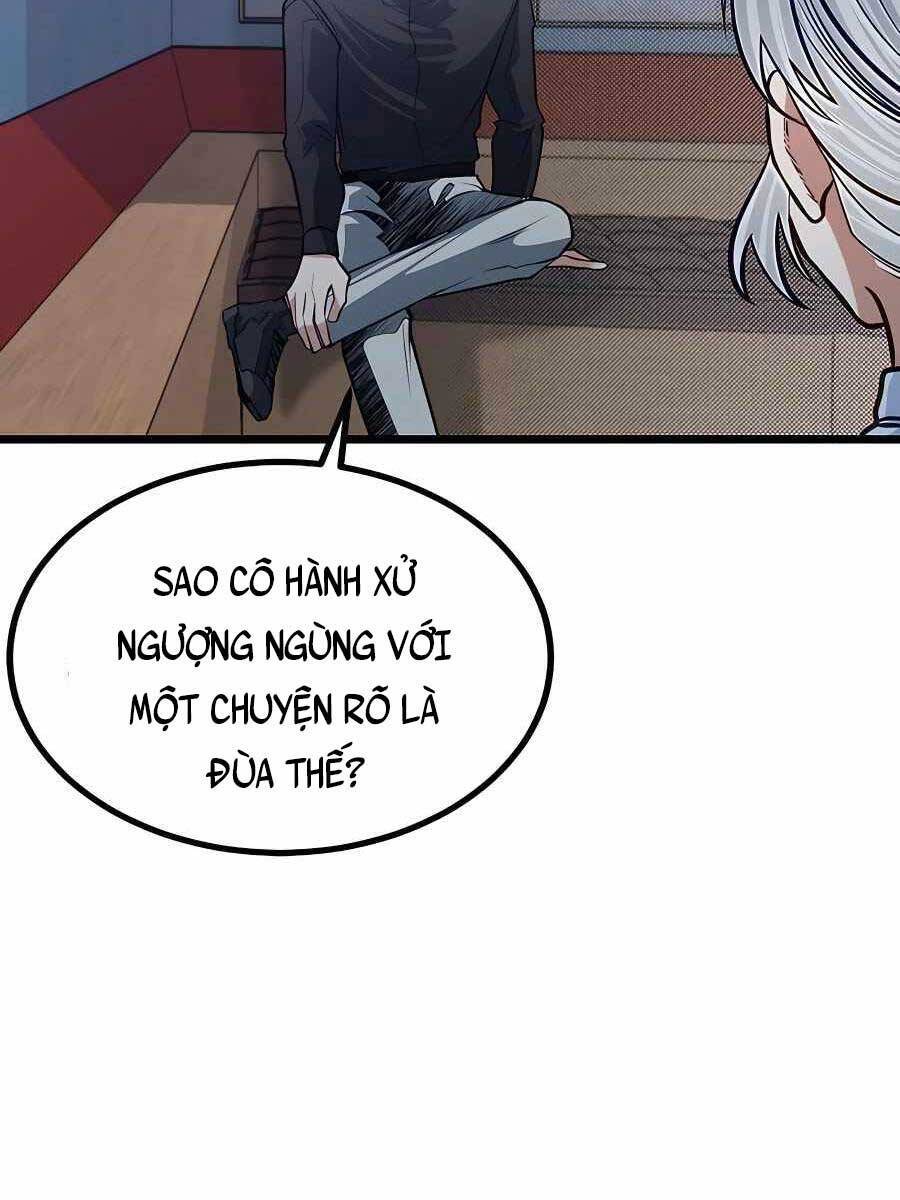 SAO CÔ HÀNH XỬ
NGƯỢNG NGÙNG VỚI
MỘT CHUYỆN RÕ LÀ
ĐÙA THẾ?